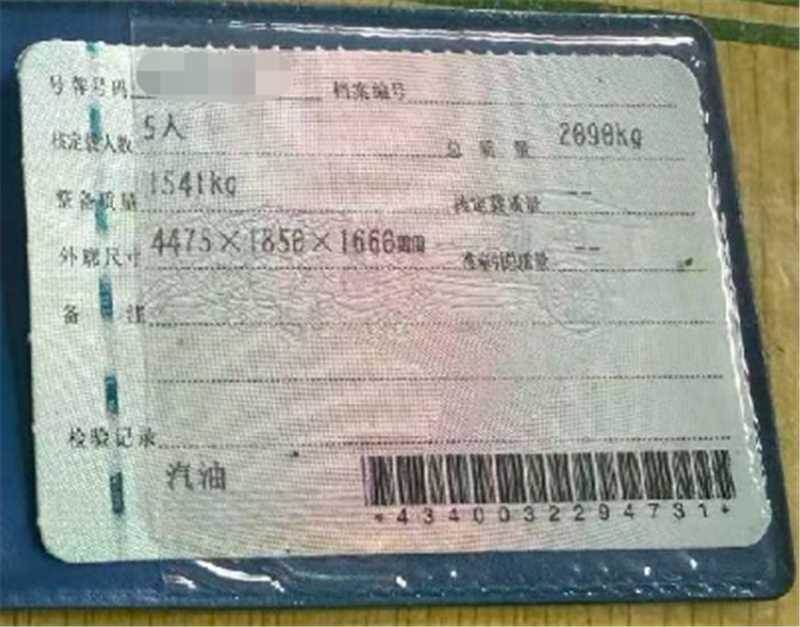 号牌号码 档案编号
核定载人数 5人 总质量 2090kg
整备质量 1541kg 核定载质量 --
外廓尺寸 4475×1850×1660mm 准牵引总质量 --
备注
检验记录
汽油
*4340032294731*